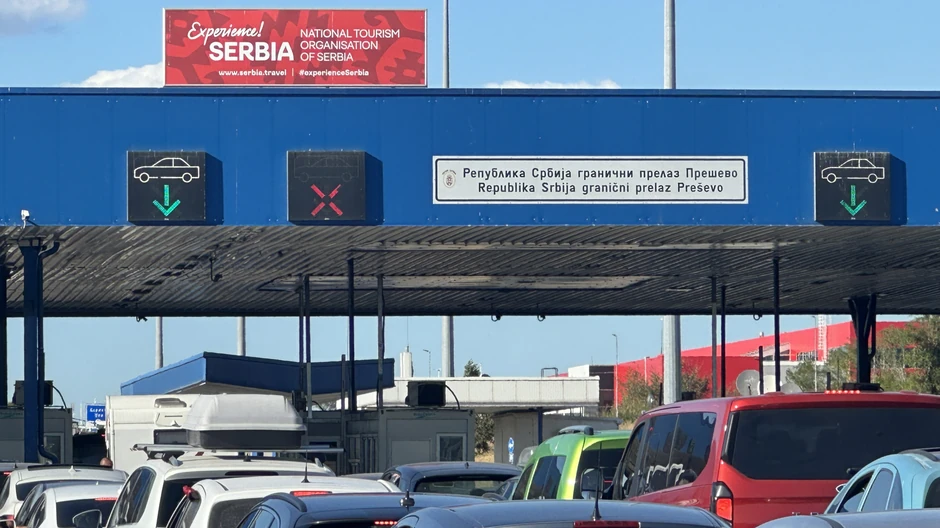 Experience!
SERBIA
NATIONAL TOURISM
ORGANISATION
OF SERBIA
www.serbia.travel | #experienceSerbia
Република Србија гранични прелаз Прешево
Republika Srbija granični prelaz Preševo